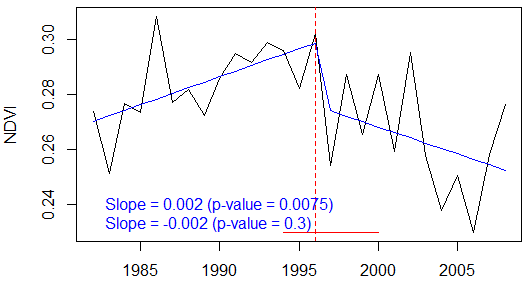 0.30
0.28
0.26
0.24
NDVI
Slope = 0.002 (p-value = 0.0075)
Slope = -0.002 (p-value = 0.3)
1985 1990 1995 2000 2005